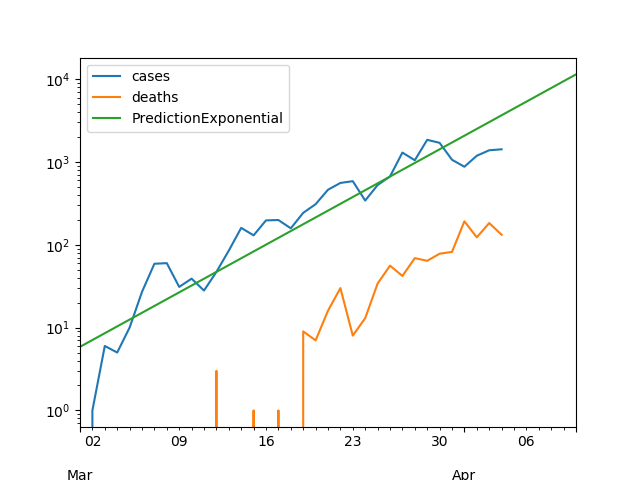 cases
deaths
PredictionExponential
10⁴
10³
10²
10¹
10⁰
02 09 16 23 30 06
Mar Apr